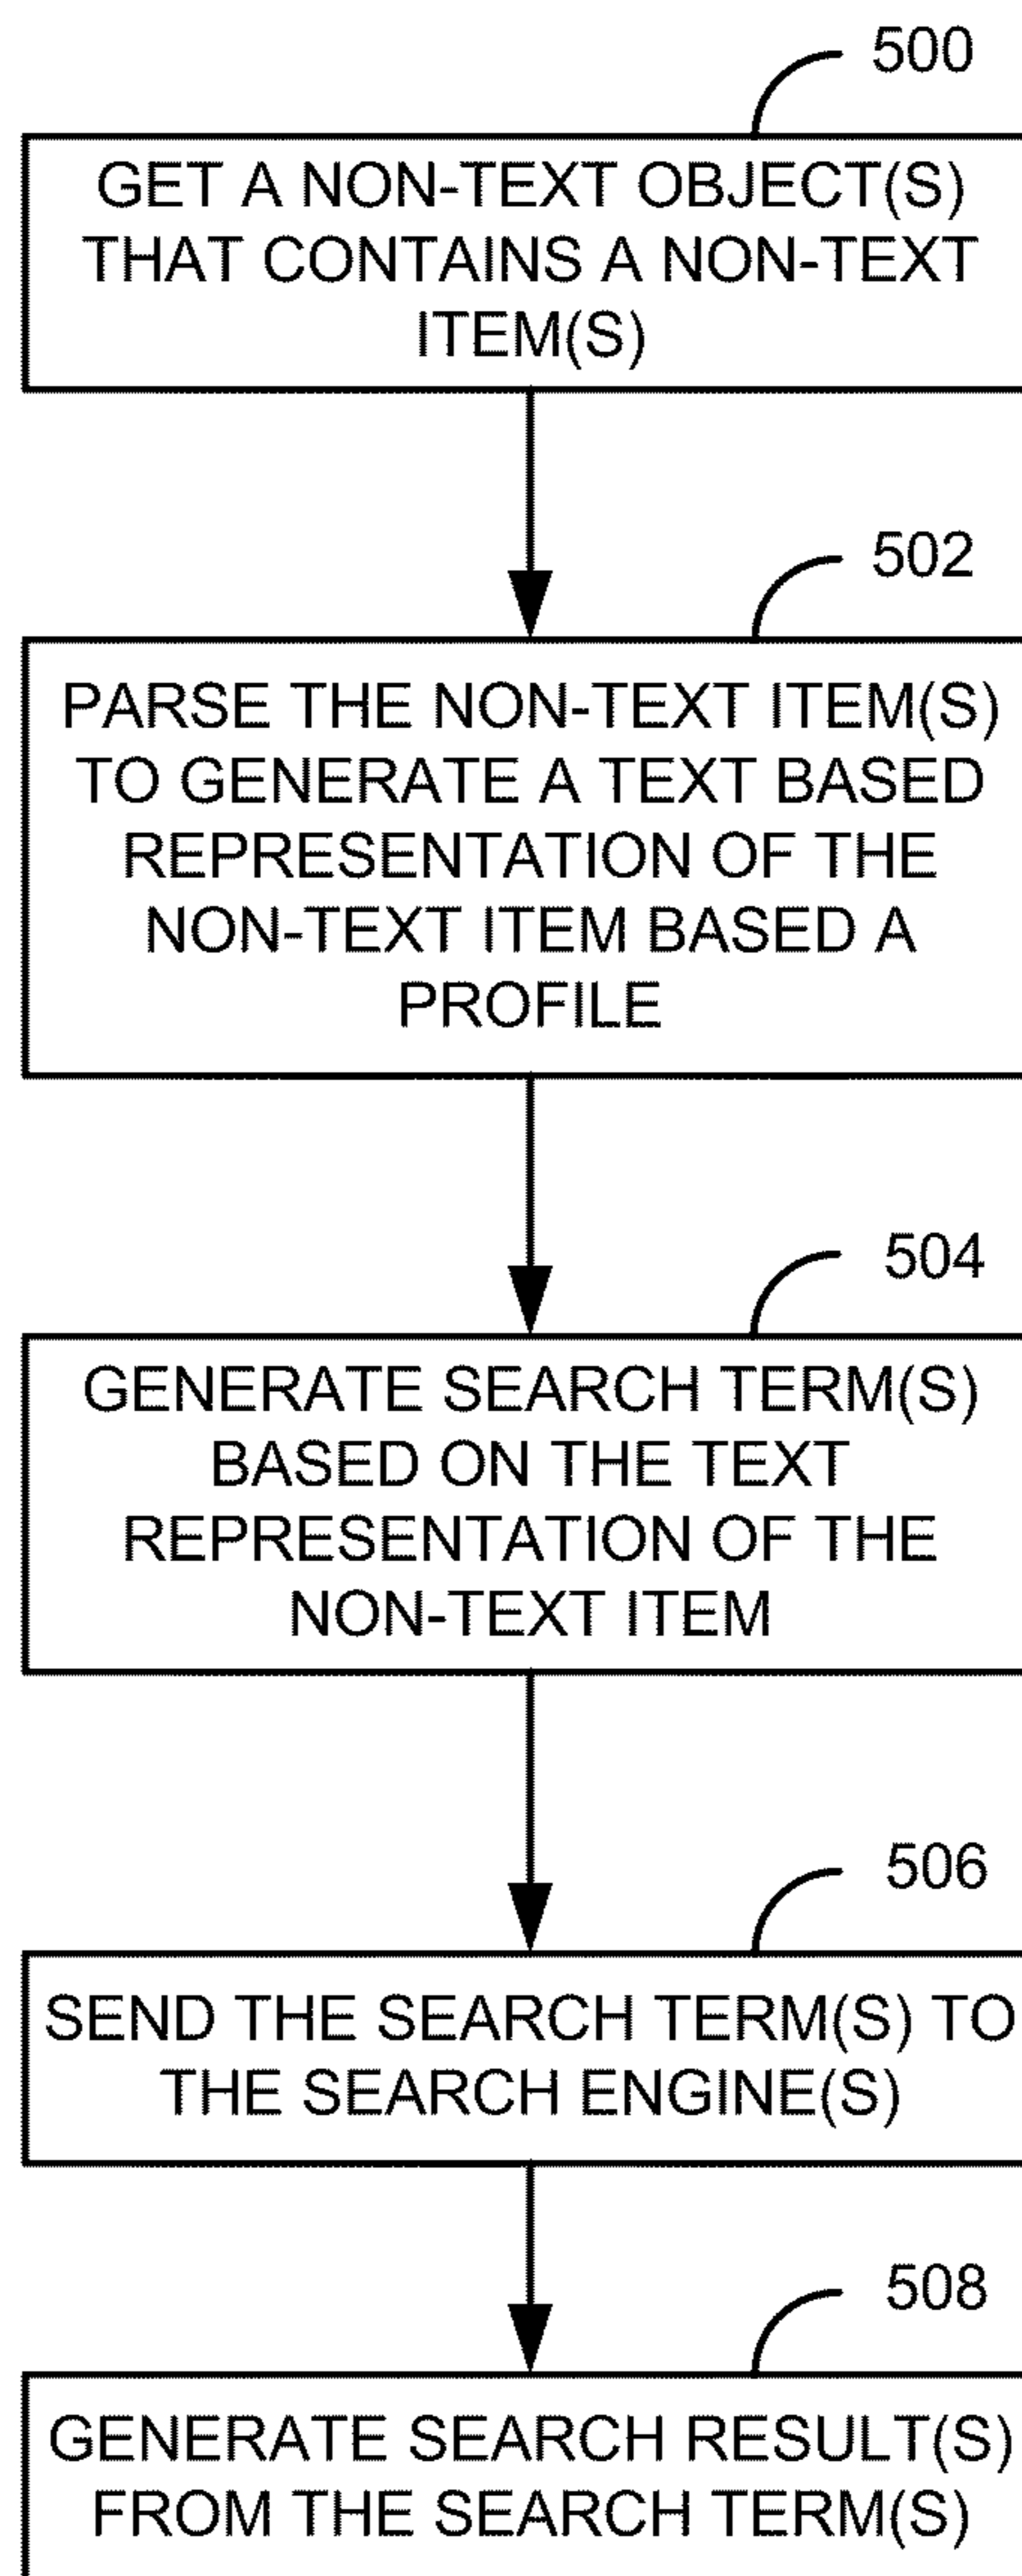 500
GET A NON-TEXT OBJECT(S)
THAT CONTAINS A NON-TEXT
ITEM(S)
502
PARSE THE NON-TEXT ITEM(S)
TO GENERATE A TEXT BASED
REPRESENTATION OF THE
NON-TEXT ITEM BASED A
PROFILE
504
GENERATE SEARCH TERM(S)
BASED ON THE TEXT
REPRESENTATION OF THE
NON-TEXT ITEM
506
SEND THE SEARCH TERM(S) TO
THE SEARCH ENGINE(S)
508
GENERATE SEARCH RESULT(S)
FROM THE SEARCH TERM(S)